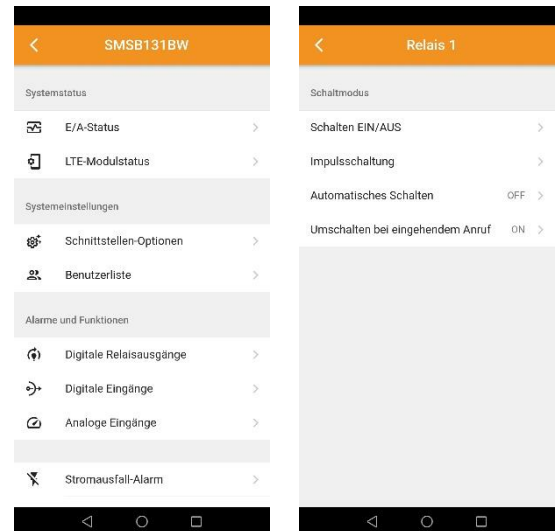 SMSB131BW
Systemstatus
E/A-Status
LTE-Modulstatus
Systemeinstellungen
Schnittstellen-Optionen
Benutzerliste
Alarme und Funktionen
Digitale Relaisausgänge
Digitale Eingänge
Analoge Eingänge
Stromausfall-Alarm
Relais 1
Schaltmodus
Schalten EIN/AUS
Impulsschaltung
Automatisches Schalten OFF
Umschalten bei eingehendem Anruf ON